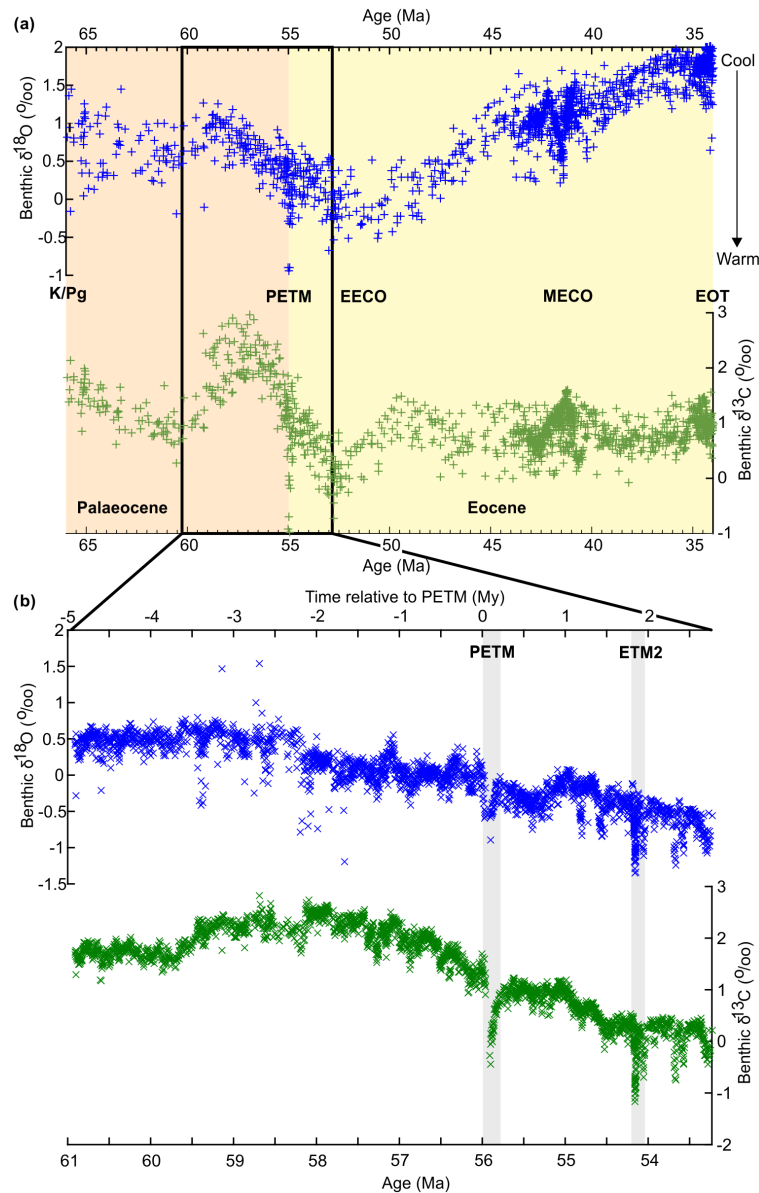 (a)
Age (Ma)
65 60 55 50 45 40 35
2
1.5
1
0.5
0
-0.5
-1
Benthic δ18O (o/oo)
Cool
Warm
K/Pg PETM EECO MECO EOT
3
2
1
0
-1
Benthic δ13C (o/oo)
Palaeocene Eocene
65 60 55 50 45 40 35
Age (Ma)
(b)
Time relative to PETM (My)
-5 -4 -3 -2 -1 0 1 2
PETM ETM2
2
1.5
1
0.5
0
-0.5
-1
-1.5
Benthic δ18O (o/oo)
3
2
1
0
-1
-2
Benthic δ13C (o/oo)
61 60 59 58 57 56 55 54
Age (Ma)